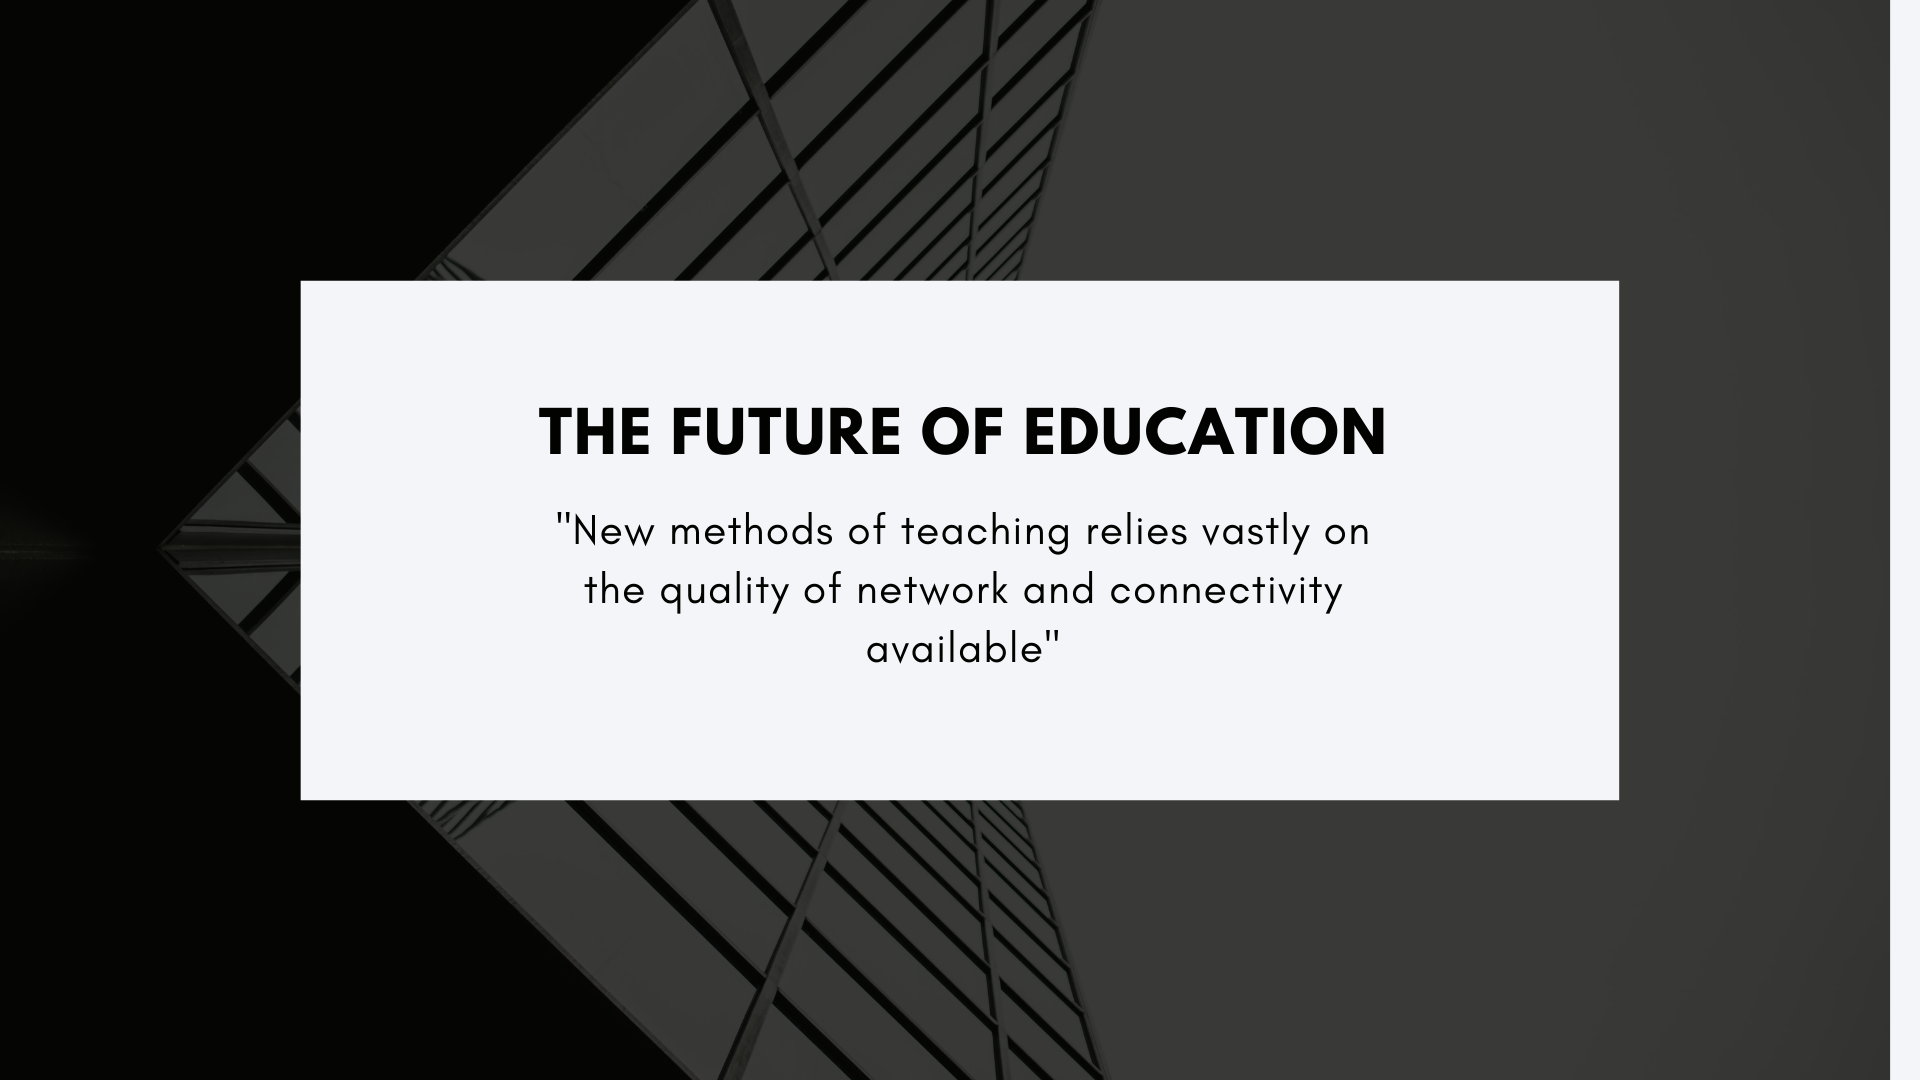 THE FUTURE OF EDUCATION
"New methods of teaching relies vastly on
the quality of network and connectivity
available"